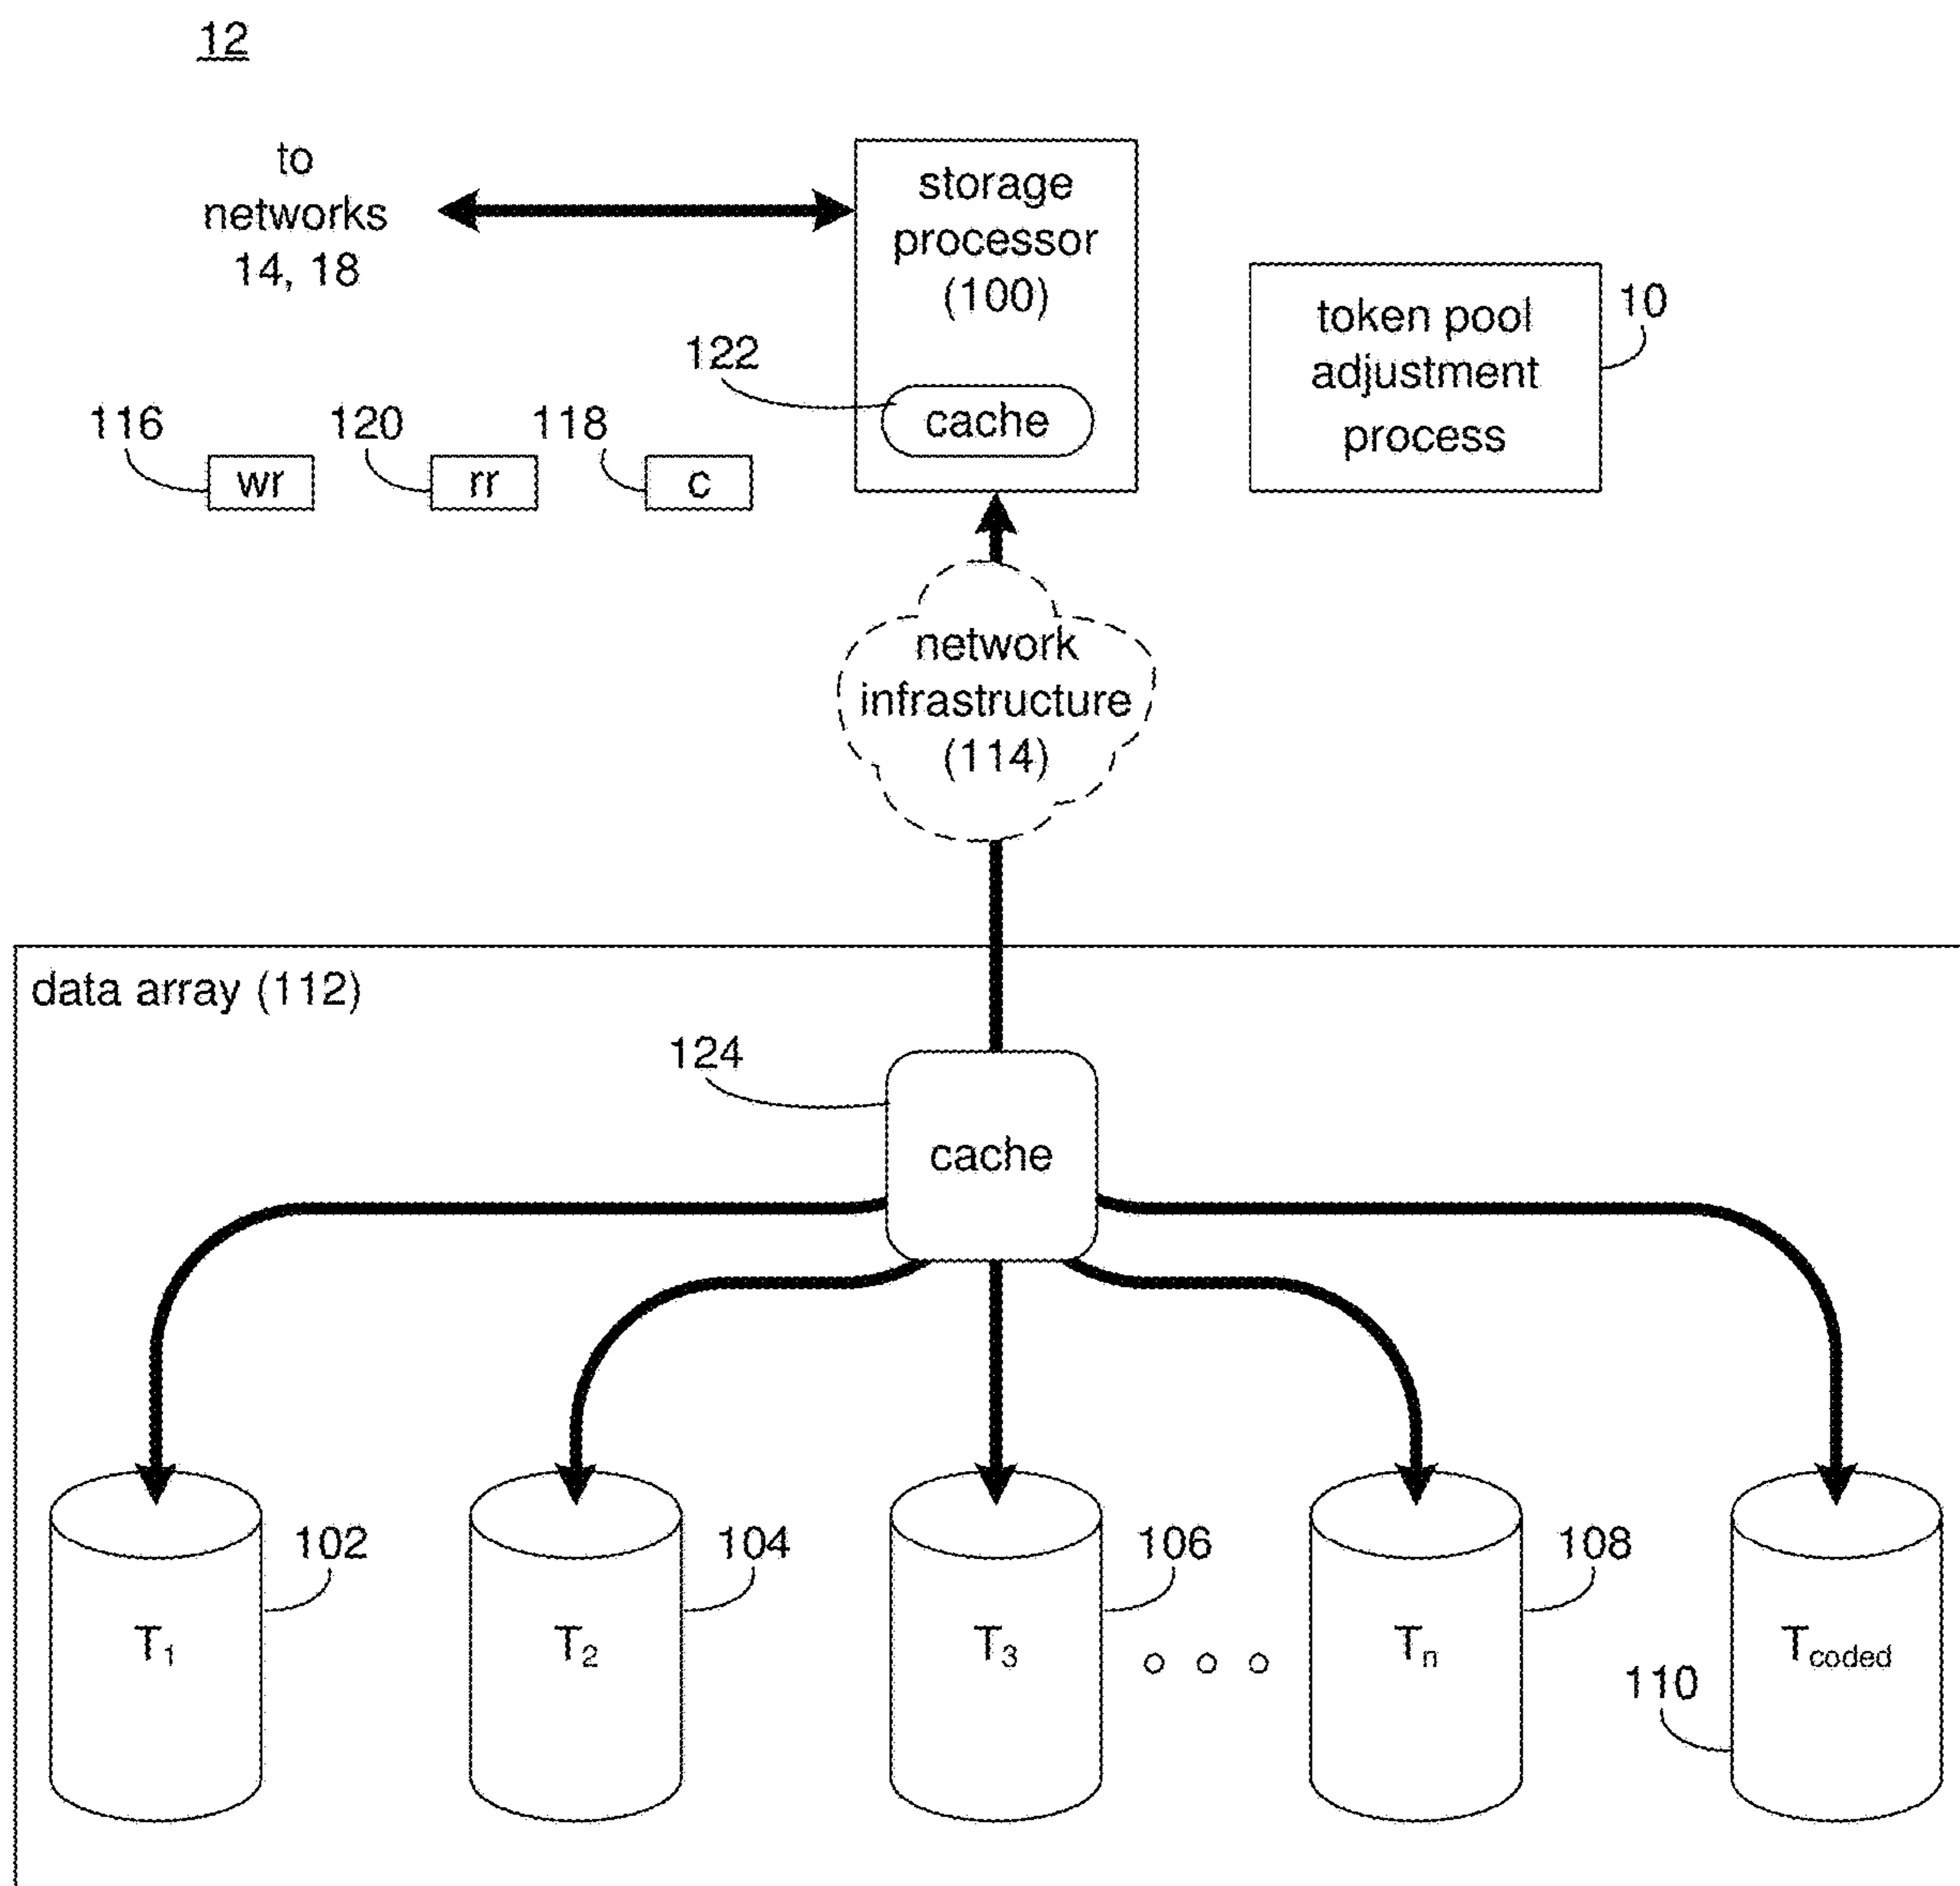 12
to
networks
14, 18
storage
processor
(100)
122
cache
token pool
adjustment
process
10
116
120
118
wr
rr
c
network
infrastructure
(114)
data array (112)
124
cache
102
104
106
108
110
T1
T2
T3
Tn
Tcoded